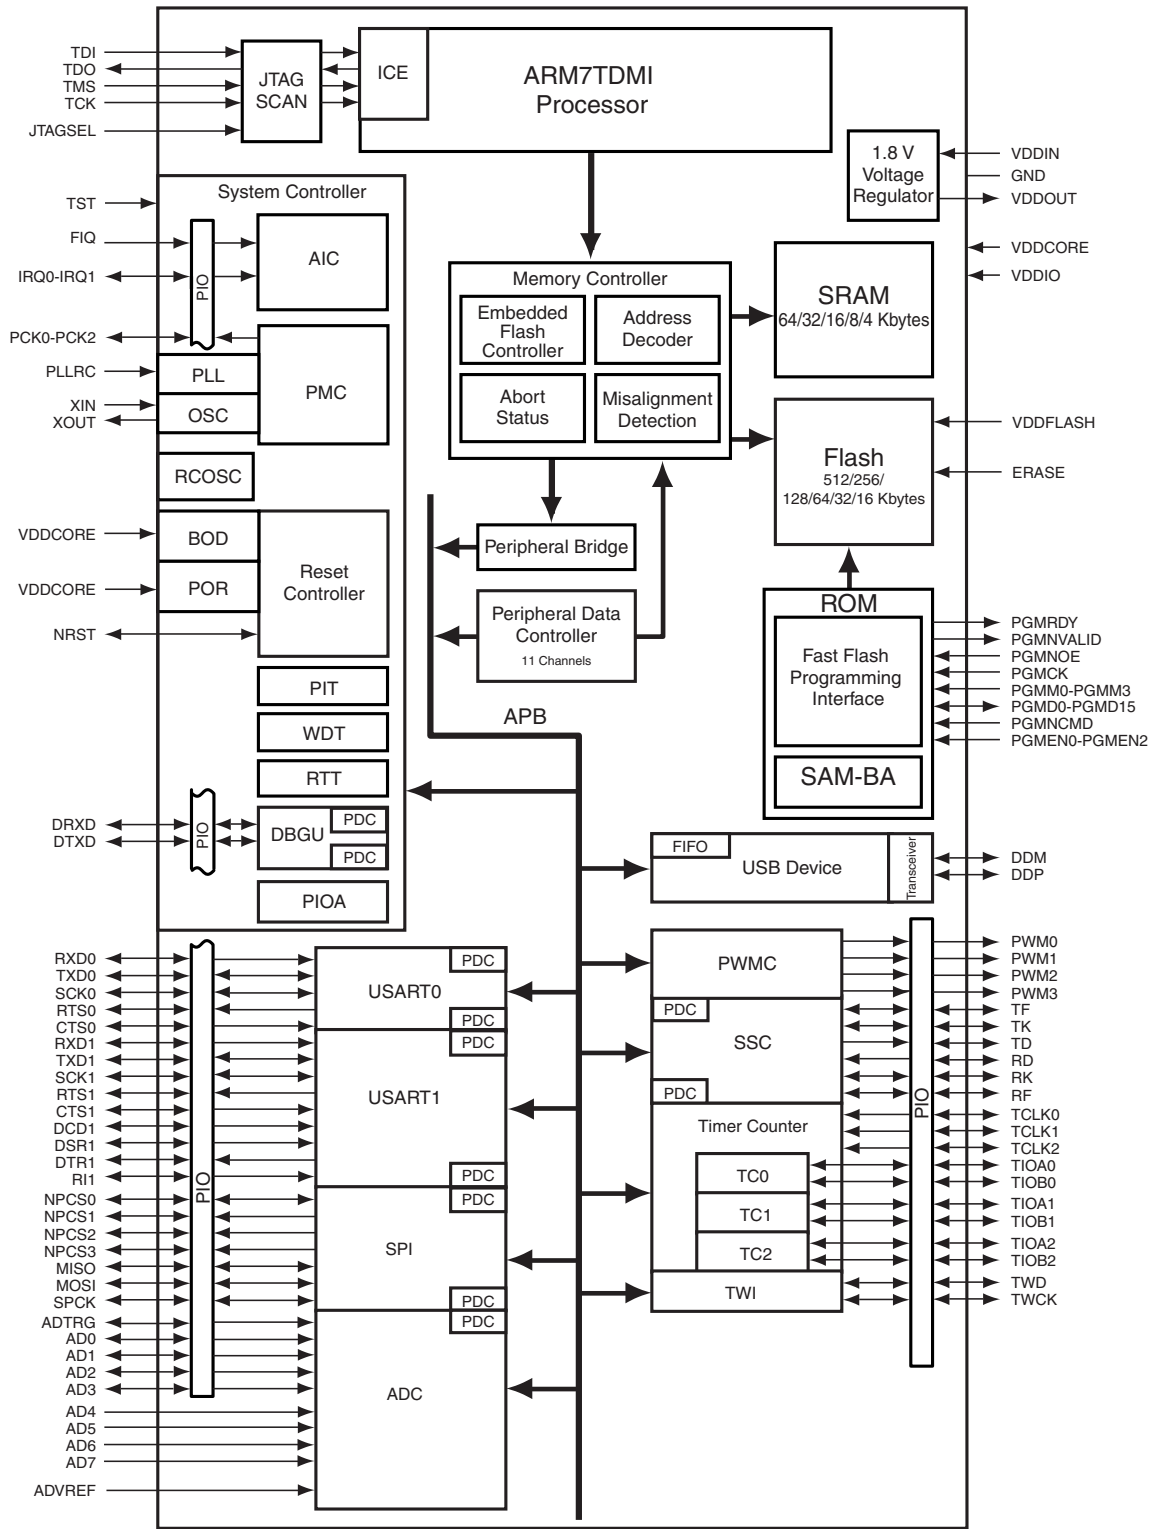 TDI
TDO
TMS
TCK
JTAGSEL
JTAG
SCAN
ICE
ARM7TDMI
Processor
1.8 V
Voltage
Regulator
VDDIN
GND
VDDOUT
VDDCORE
VDDIO
System Controller
TST
FIQ
IRQ0-IRQ1
PIO
AIC
PCK0-PCK2
PLLRC
PLL
XIN
XOUT
OSC
PMC
RCOSC
VDDCORE
BOD
VDDCORE
POR
NRST
Reset
Controller
PIT
WDT
RTT
DRXD
DTXD
PIO
DBGU
PDC
PDC
PIOA
Memory Controller
Embedded
Flash
Controller
Address
Decoder
Abort
Status
Misalignment
Detection
SRAM
64/32/16/8/4 Kbytes
Flash
512/256/
128/64/32/16 Kbytes
VDDFLASH
ERASE
Peripheral Bridge
Peripheral Data
Controller
11 Channels
APB
ROM
Fast Flash
Programming
Interface
SAM-BA
PGMRDY
PGMNVALID
PGMNOE
PGMCK
PGMM0-PGMM3
PGMD0-PGMD15
PGMNCMD
PGMEN0-PGMEN2
FIFO
USB Device
Transceiver
DDM
DDP
RXD0
TXD0
SCK0
RTS0
CTS0
RXD1
TXD1
SCK1
RTS1
CTS1
DCD1
DSR1
DTR1
RI1
NPCS0
NPCS1
NPCS2
NPCS3
MISO
MOSI
SPCK
ADTRG
AD0
AD1
AD2
AD3
AD4
AD5
AD6
AD7
ADVREF
PIO
PDC
USART0
PDC
PDC
USART1
PDC
PDC
SPI
PDC
PDC
ADC
PWMC
PDC
SSC
PDC
Timer Counter
TC0
TC1
TC2
TWI
PIO
PWM0
PWM1
PWM2
PWM3
TF
TK
TD
RD
RK
RF
TCLK0
TCLK1
TCLK2
TIOA0
TIOB0
TIOA1
TIOB1
TIOA2
TIOB2
TWD
TWCK